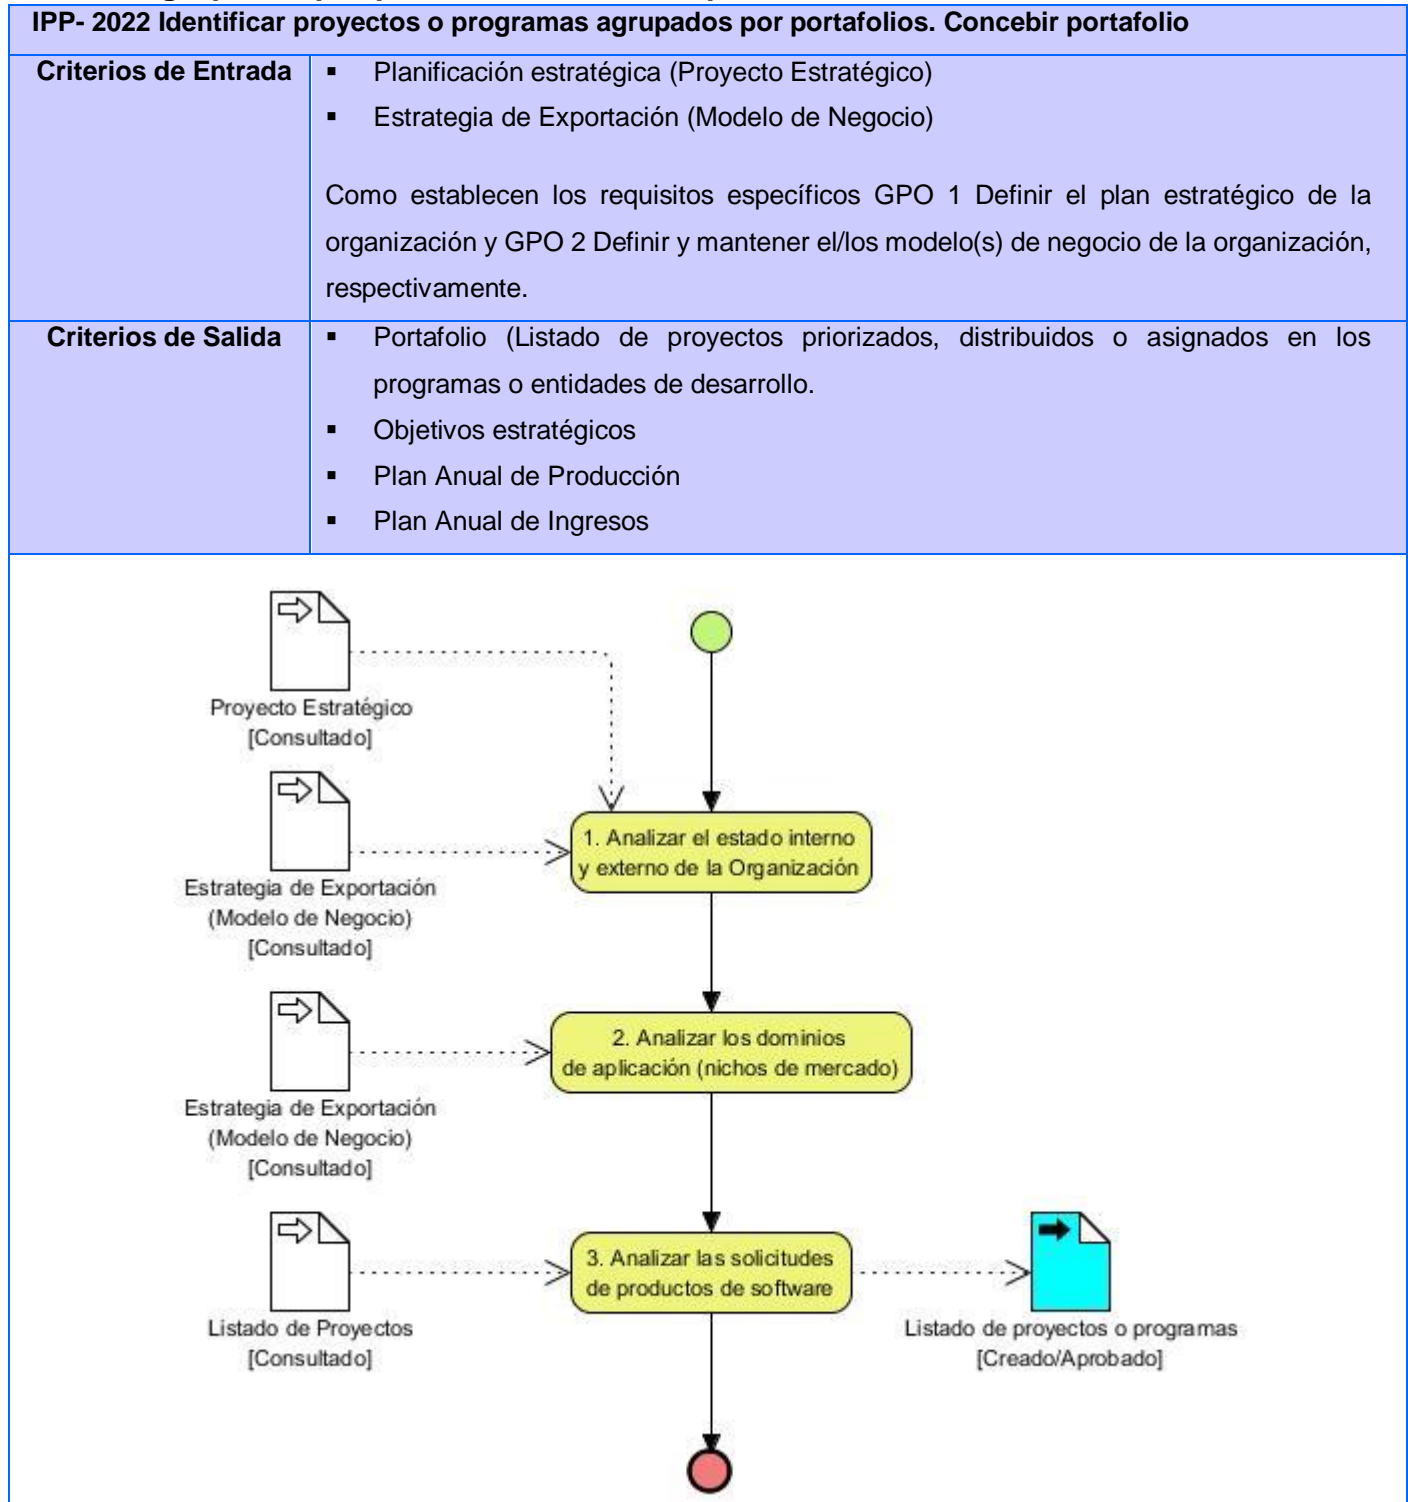 IPP- 2022 Identificar proyectos o programas agrupados por portafolios. Concebir portafolio
Criterios de Entrada
▪ Planificación estratégica (Proyecto Estratégico)
▪ Estrategia de Exportación (Modelo de Negocio)
Como establecen los requisitos específicos GPO 1 Definir el plan estratégico de la
organización y GPO 2 Definir y mantener el/los modelo(s) de negocio de la organización,
respectivamente.
Criterios de Salida
▪ Portafolio (Listado de proyectos priorizados, distribuidos o asignados en los
programas o entidades de desarrollo.
▪ Objetivos estratégicos
▪ Plan Anual de Producción
▪ Plan Anual de Ingresos
Proyecto Estratégico
[Consultado]
1. Analizar el estado interno
y externo de la Organización
Estrategia de Exportación
(Modelo de Negocio)
[Consultado]
2. Analizar los dominios
de aplicación (nichos de mercado)
Estrategia de Exportación
(Modelo de Negocio)
[Consultado]
3. Analizar las solicitudes
de productos de software
Listado de Proyectos
[Consultado]
Listado de proyectos o programas
[Creado/Aprobado]